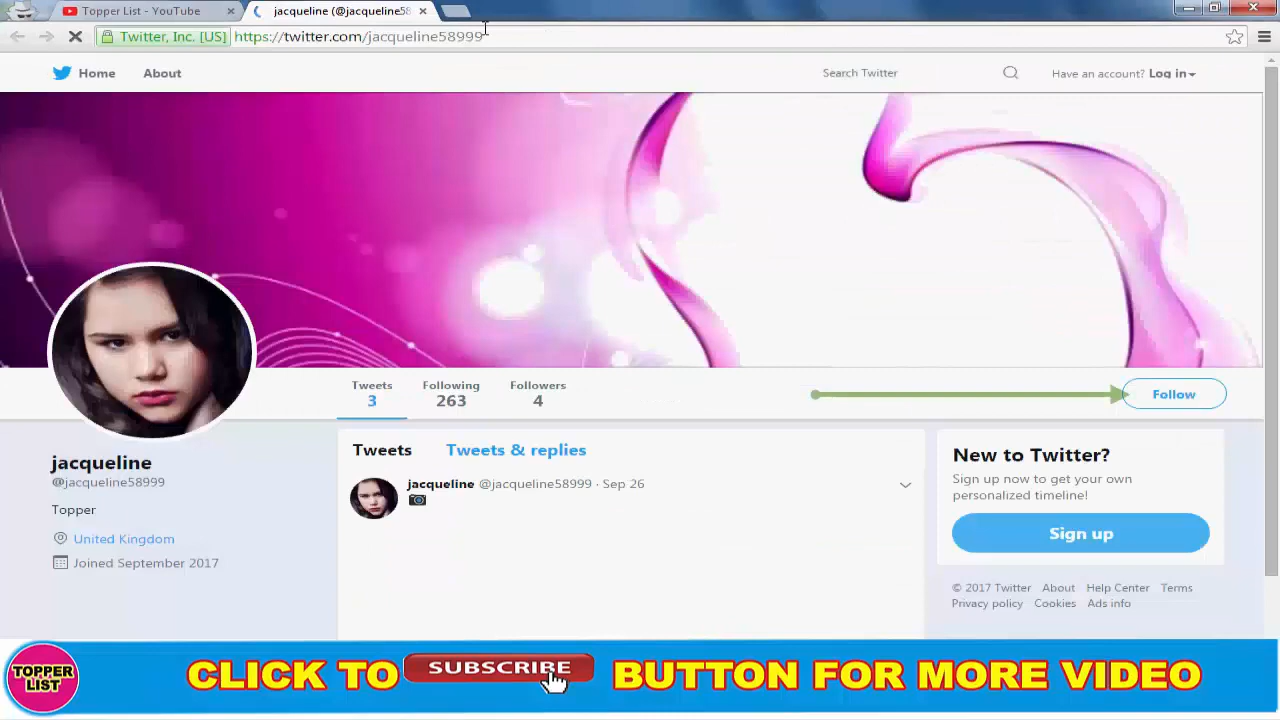 Topper List - YouTube
jacqueline (@jacqueline58
Twitter, Inc. [US]
https://twitter.com/jacqueline58999
Home
About
Search Twitter
Have an account? Log in
Tweets
3
Following
263
Followers
4
Follow
jacqueline
@jacqueline58999
Topper
United Kingdom
Joined September 2017
Tweets
Tweets & replies
jacqueline @jacqueline58999 · Sep 26
New to Twitter?
Sign up now to get your own
personalized timeline!
Sign up
© 2017 Twitter About Help Center Terms
Privacy policy Cookies Ads info
TOPPER
LIST
CLICK TO SUBSCRIBE BUTTON FOR MORE VIDEO